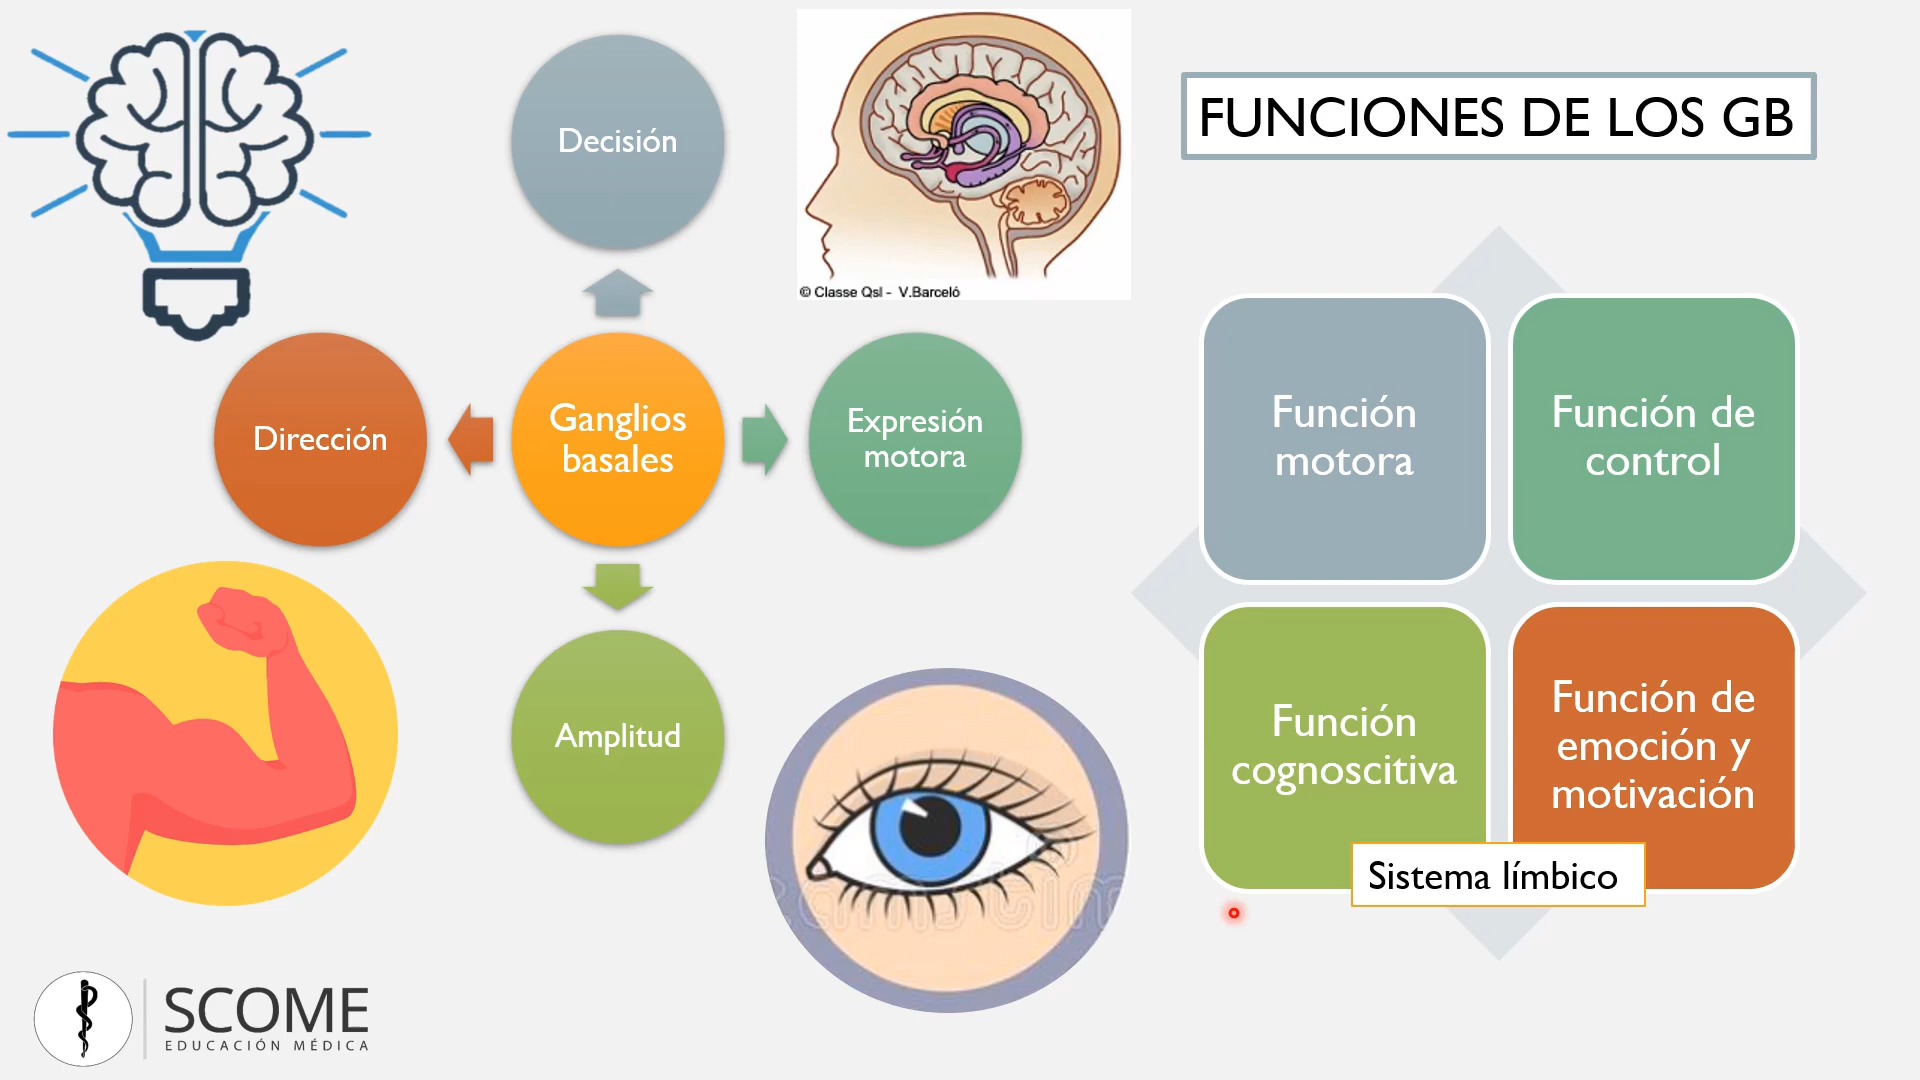 FUNCIONES DE LOS GB
Decisión
© Classe Qsl - V.Barceló
Dirección
Ganglios
basales
Expresión
motora
Amplitud
Función
motora
Función de
control
Función
cognoscitiva
Función de
emoción y
motivación
Sistema límbico
SCOME
EDUCACIÓN MÉDICA